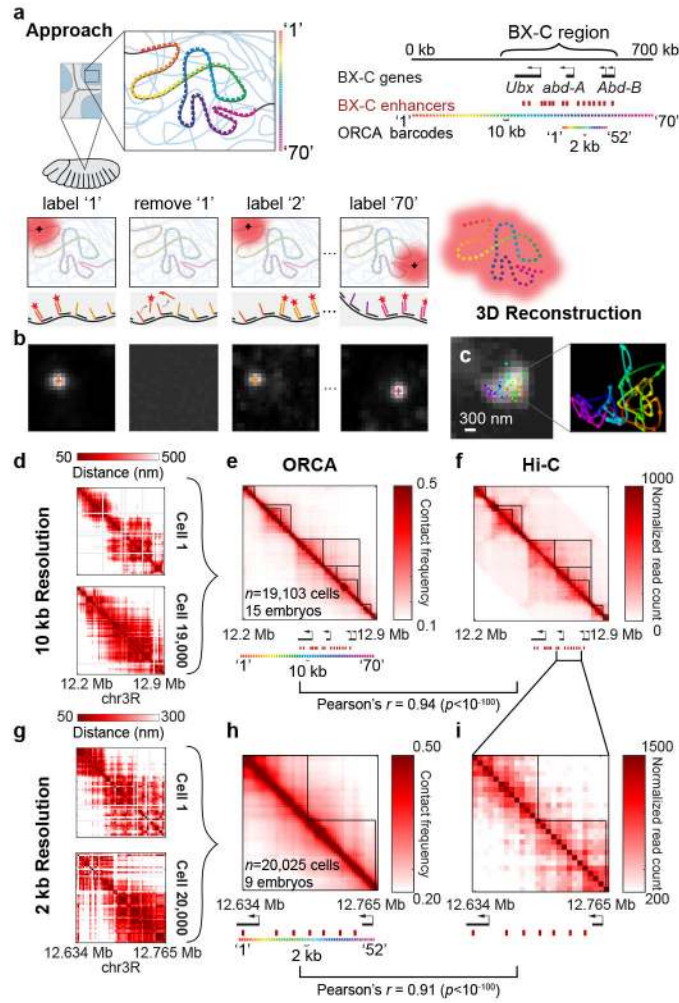 a
Approach
'1'
'70'
BX-C region
0 kb
700 kb
BX-C genes
Ubx abd-A Abd-B
BX-C enhancers
'1'
'70'
ORCA barcodes
10 kb
'1'
'52'
2 kb
label '1'
remove '1'
label '2'
label '70'
...
...
3D Reconstruction
b
...
c
300 nm
d
50
500
Distance (nm)
10 kb Resolution
Cell 1
Cell 19,000
12.2 Mb
12.9 Mb
chr3R
e
ORCA
0.5
Contact frequency
0.1
n=19,103 cells
15 embryos
12.2 Mb
12.9 Mb
'1'
10 kb
'70'
f
Hi-C
1000
Normalized read count
0
12.2 Mb
12.9 Mb
Pearson's r = 0.94 (p<10-100)
g
50
300
Distance (nm)
2 kb Resolution
Cell 1
Cell 20,000
12.634 Mb
12.765 Mb
chr3R
h
0.50
Contact frequency
0.20
n=20,025 cells
9 embryos
12.634 Mb
12.765 Mb
'1'
2 kb
'52'
i
1500
Normalized read count
200
12.634 Mb
12.765 Mb
Pearson's r = 0.91 (p<10-100)